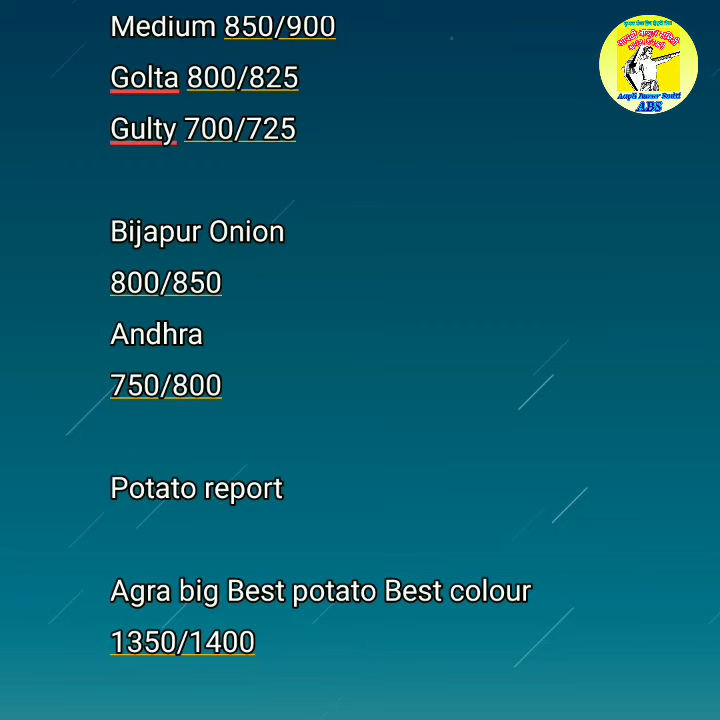 Medium 850/900
Golta 800/825
Gulty 700/725
Bijapur Onion
800/850
Andhra
750/800
Potato report
Agra big Best potato Best colour
1350/1400
Aapli Bazar Smiti
ABS